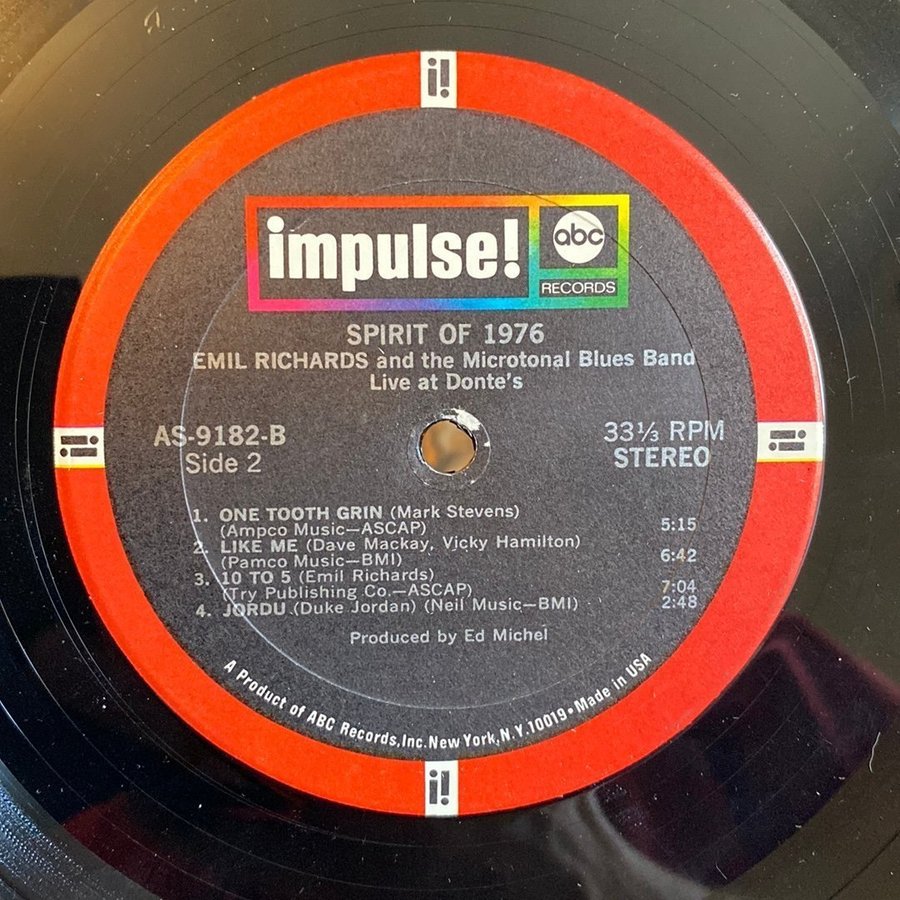 i!
impulse!
abc
RECORDS
SPIRIT OF 1976
EMIL RICHARDS and the Microtonal Blues Band
Live at Donte's
AS-9182-B
Side 2
33⅓ RPM
STEREO
i!
i!
1. ONE TOOTH GRIN (Mark Stevens)
(Ampco Music—ASCAP) 5:15
2. LIKE ME (Dave Mackay, Vicky Hamilton)
(Pamco Music—BMI) 6:42
3. 10 TO 5 (Emil Richards)
(Try Publishing Co.—ASCAP) 7:04
4. JORDU (Duke Jordan) (Neil Music—BMI) 2:48
Produced by Ed Michel
A Product of ABC Records, Inc. New York, N.Y. 10019 • Made in USA
i!